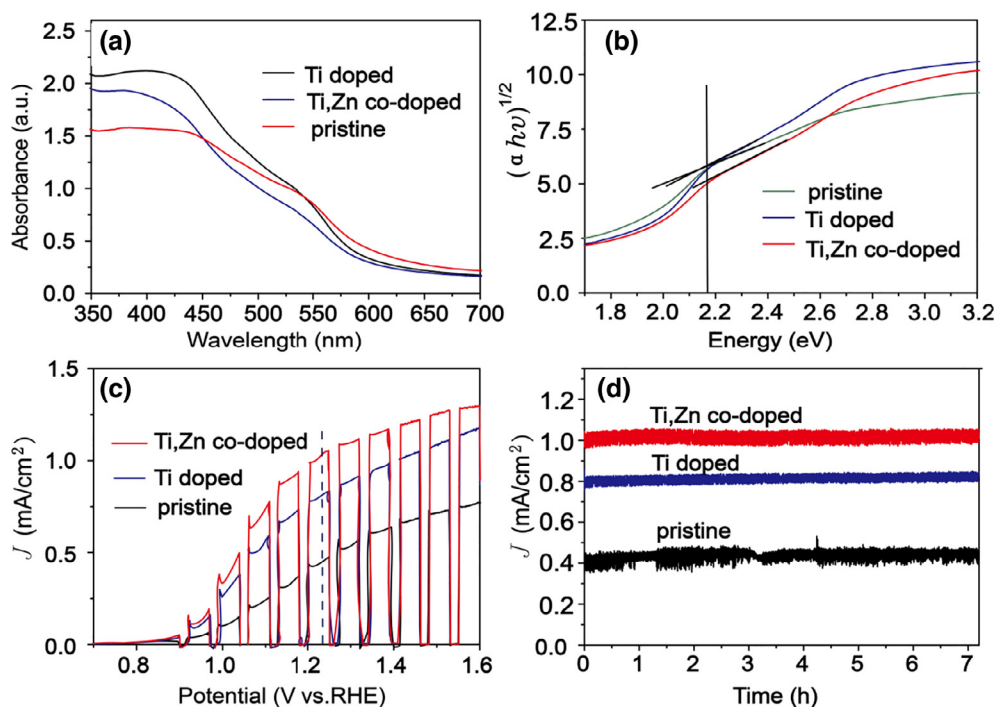 (a)
Absorbance (a.u.)
2.5
2.0
1.5
1.0
0.5
0.0
Ti doped
Ti,Zn co-doped
pristine
350 400 450 500 550 600 650 700
Wavelength (nm)
(b)
(α hυ)1/2
12.5
10.0
7.5
5.0
2.5
0.0
pristine
Ti doped
Ti,Zn co-doped
1.8 2.0 2.2 2.4 2.6 2.8 3.0 3.2
Energy (eV)
(c)
J (mA/cm2)
1.5
1.0
0.5
0.0
Ti,Zn co-doped
Ti doped
pristine
0.8 1.0 1.2 1.4 1.6
Potential (V vs.RHE)
(d)
J (mA/cm2)
1.2
1.0
0.8
0.6
0.4
0.2
0.0
Ti,Zn co-doped
Ti doped
pristine
0 1 2 3 4 5 6 7
Time (h)